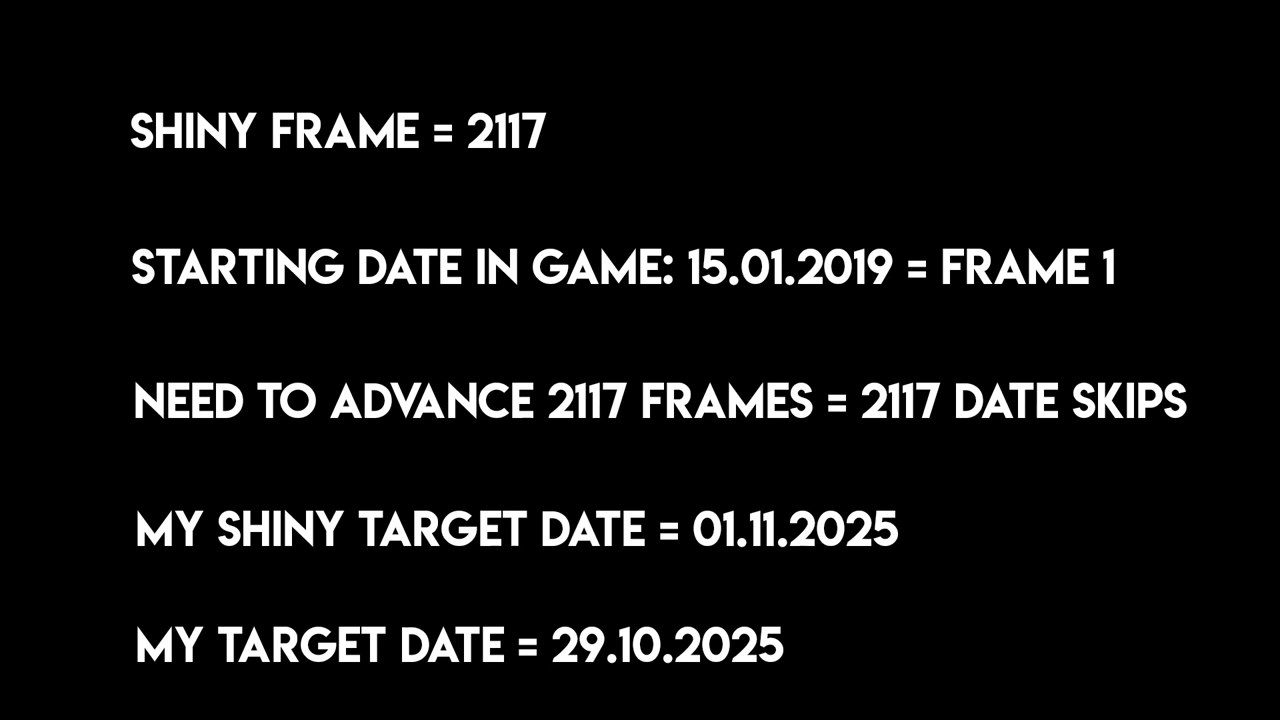 SHINY FRAME = 2117
STARTING DATE IN GAME: 15.01.2019 = FRAME 1
NEED TO ADVANCE 2117 FRAMES = 2117 DATE SKIPS
MY SHINY TARGET DATE = 01.11.2025
MY TARGET DATE = 29.10.2025